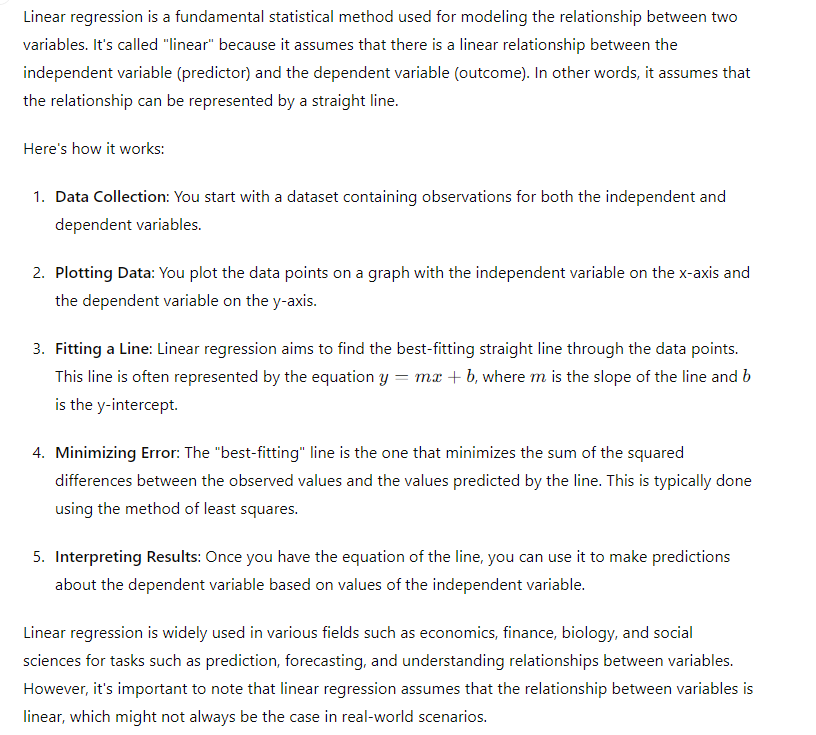 Linear regression is a fundamental statistical method used for modeling the relationship between two
variables. It's called "linear" because it assumes that there is a linear relationship between the
independent variable (predictor) and the dependent variable (outcome). In other words, it assumes that
the relationship can be represented by a straight line.
Here's how it works:
1. Data Collection: You start with a dataset containing observations for both the independent and
dependent variables.
2. Plotting Data: You plot the data points on a graph with the independent variable on the x-axis and
the dependent variable on the y-axis.
3. Fitting a Line: Linear regression aims to find the best-fitting straight line through the data points.
This line is often represented by the equation y = mx + b, where m is the slope of the line and b
is the y-intercept.
4. Minimizing Error: The "best-fitting" line is the one that minimizes the sum of the squared
differences between the observed values and the values predicted by the line. This is typically done
using the method of least squares.
5. Interpreting Results: Once you have the equation of the line, you can use it to make predictions
about the dependent variable based on values of the independent variable.
Linear regression is widely used in various fields such as economics, finance, biology, and social
sciences for tasks such as prediction, forecasting, and understanding relationships between variables.
However, it's important to note that linear regression assumes that the relationship between variables is
linear, which might not always be the case in real-world scenarios.